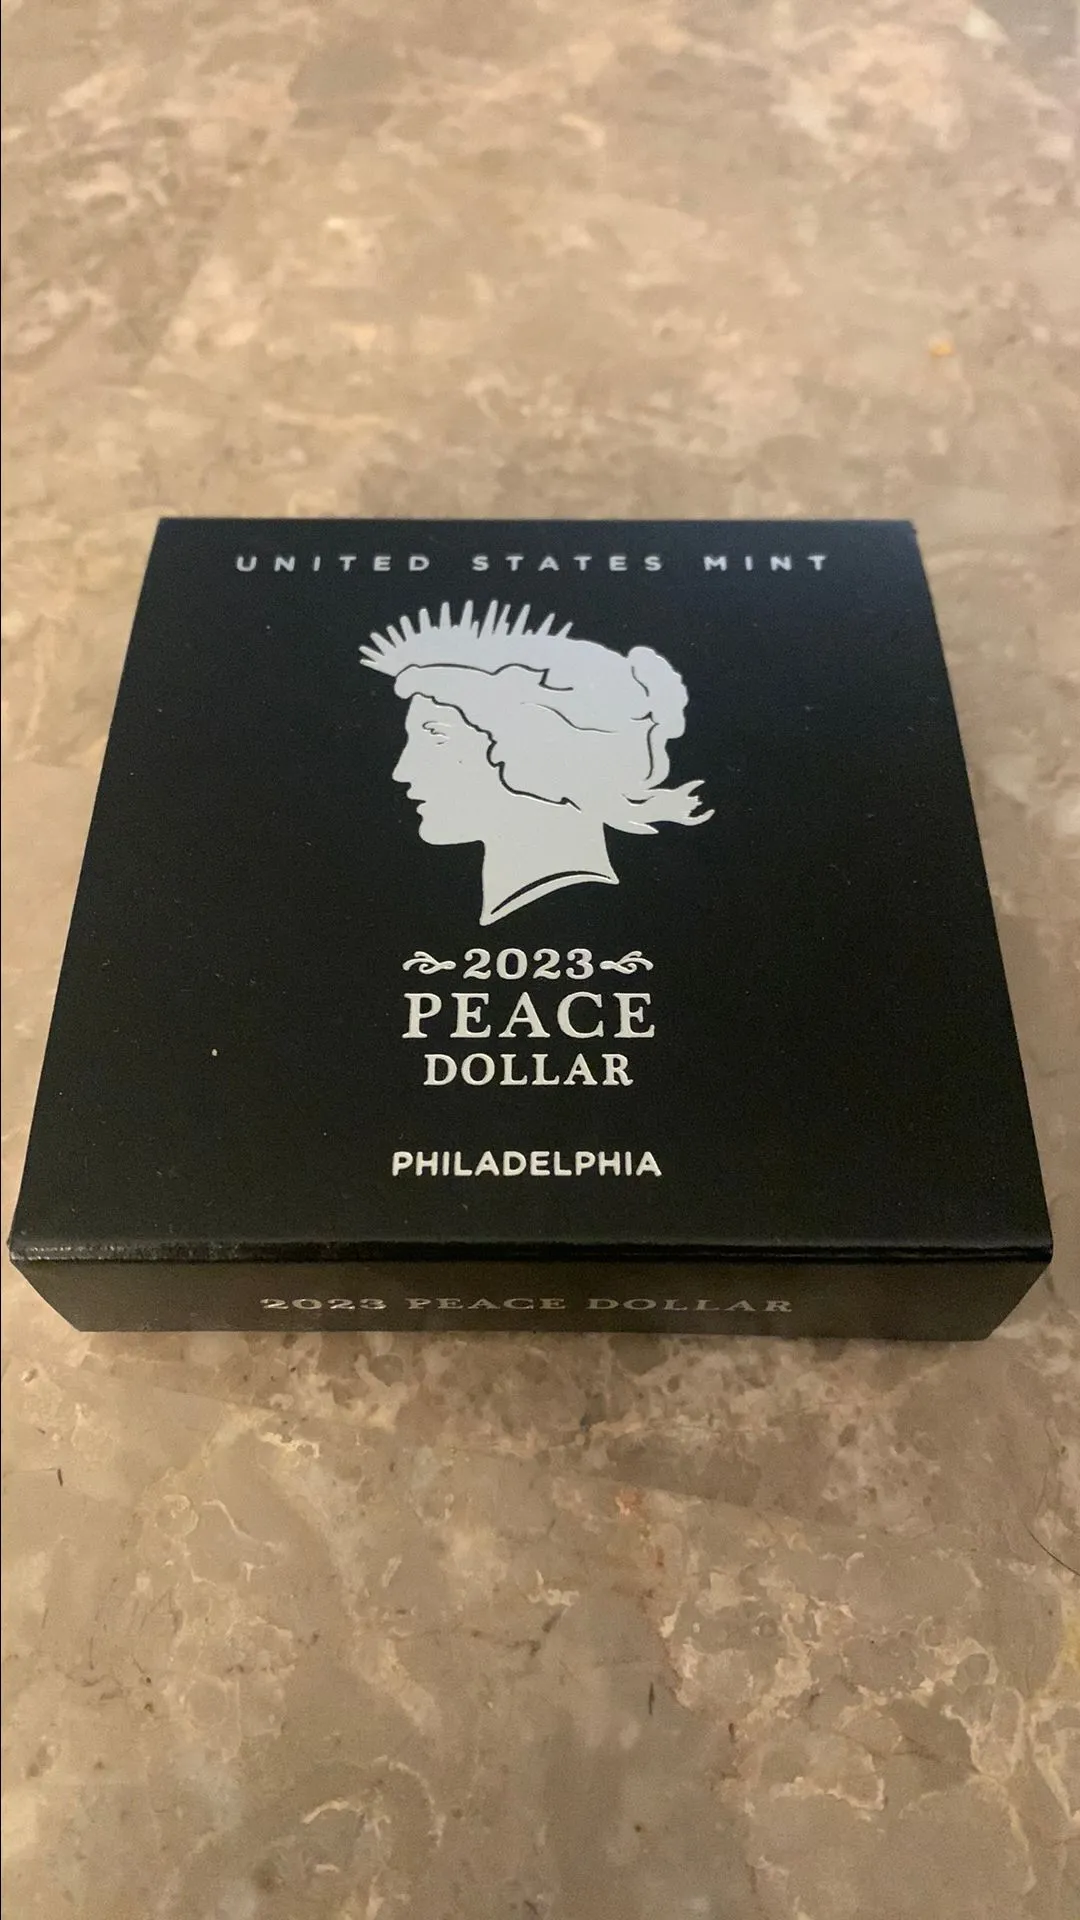 UNITED STATES MINT
2023
PEACE
DOLLAR
PHILADELPHIA
2023 PEACE DOLLAR